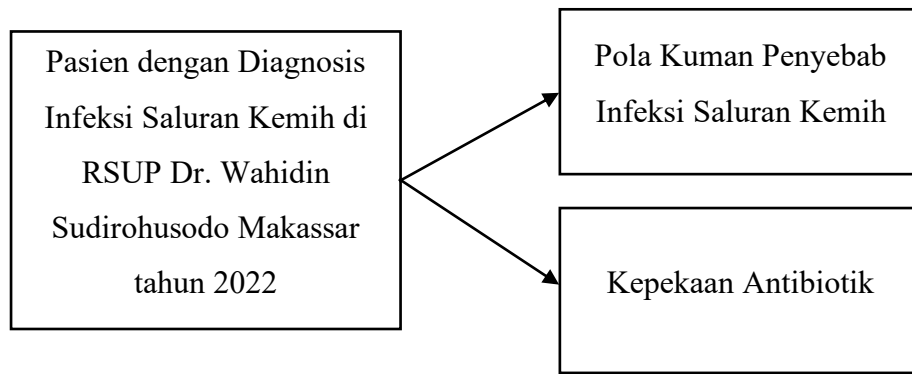 Pasien dengan Diagnosis
Infeksi Saluran Kemih di
RSUP Dr. Wahidin
Sudirohusodo Makassar
tahun 2022
Pola Kuman Penyebab
Infeksi Saluran Kemih
Kepekaan Antibiotik